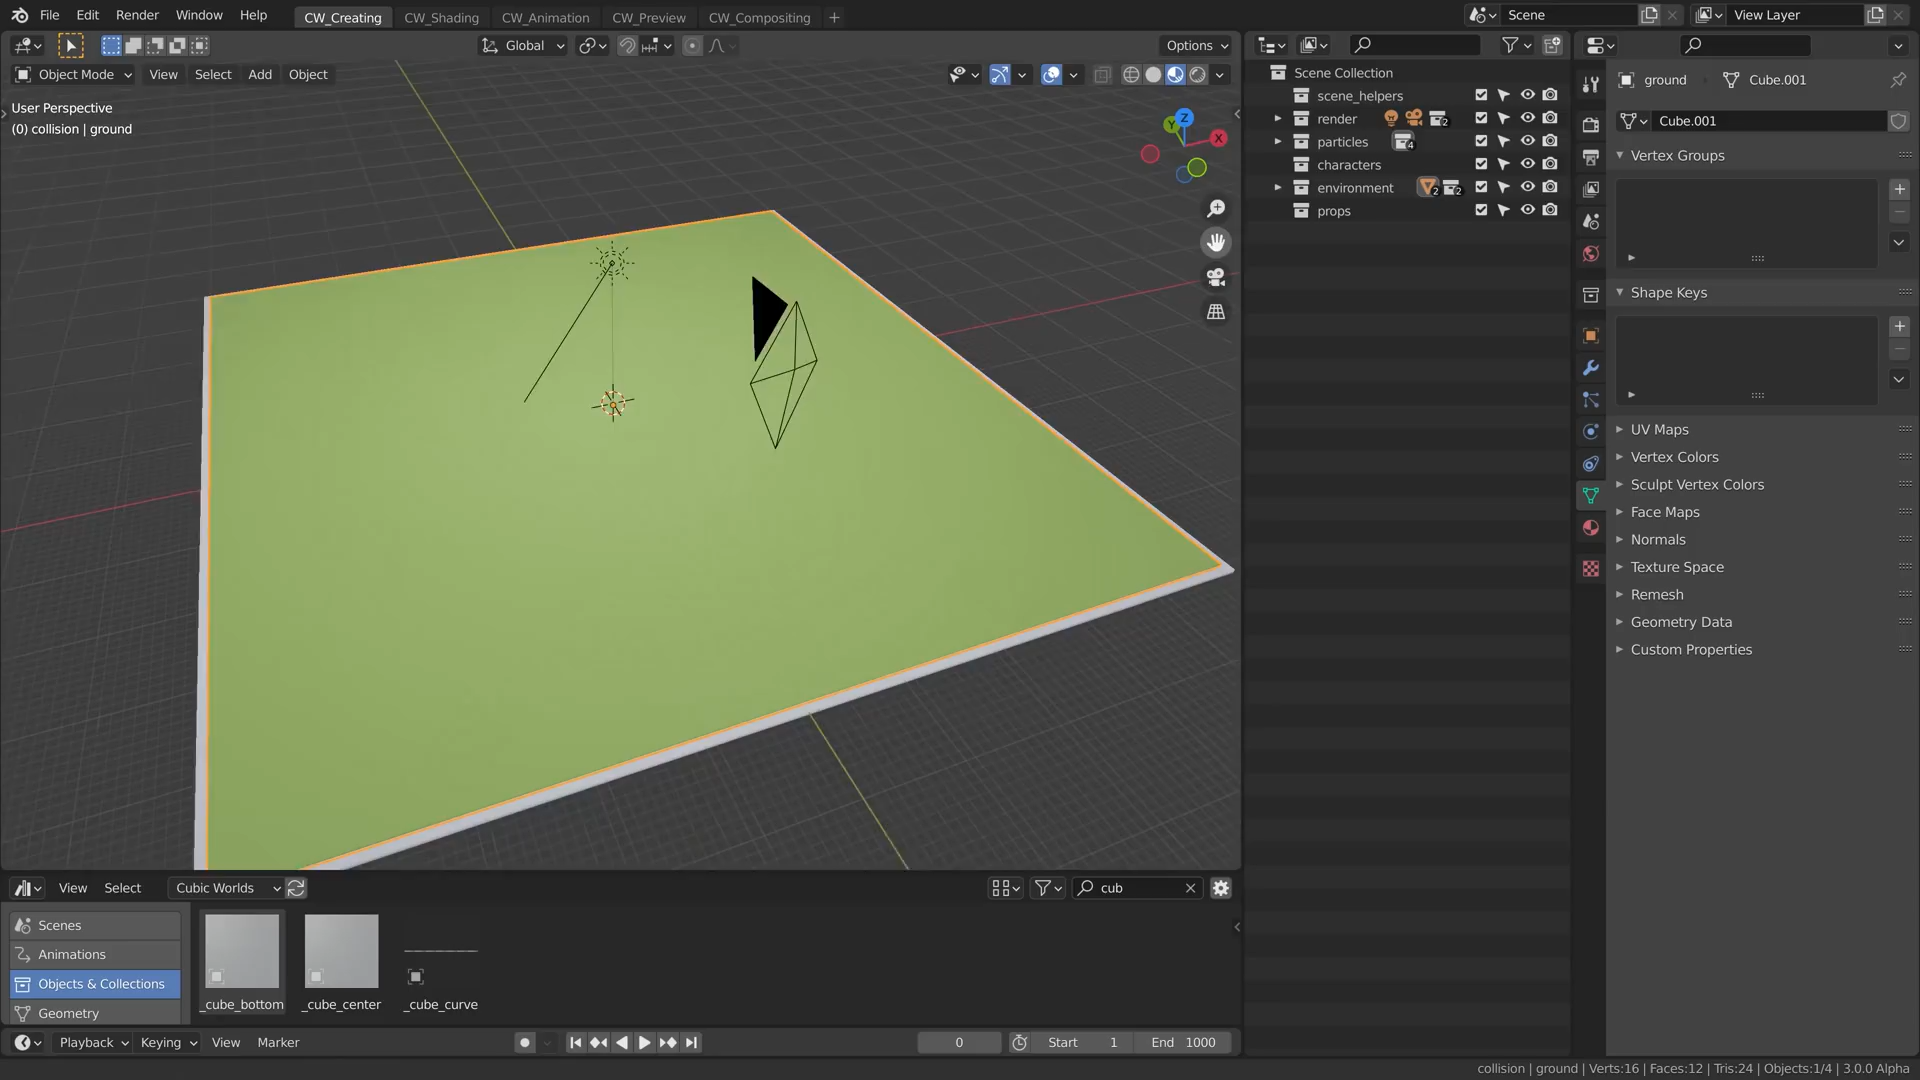 File Edit Render Window Help CW_Creating CW_Shading CW_Animation CW_Preview CW_Compositing + Scene View Layer
Global Options
Object Mode View Select Add Object
User Perspective
(0) collision | ground
Z
Y
X
Scene Collection
scene_helpers
render 2
particles 4
characters
environment 2 2
props
ground Cube.001
Cube.001
Vertex Groups
Shape Keys
UV Maps
Vertex Colors
Sculpt Vertex Colors
Face Maps
Normals
Texture Space
Remesh
Geometry Data
Custom Properties
View Select Cubic Worlds cub
Scenes
Animations
Objects & Collections
Geometry
_cube_bottom _cube_center _cube_curve
Playback Keying View Marker 0 Start 1 End 1000
collision | ground | Verts:16 | Faces:12 | Tris:24 | Objects:1/4 | 3.0.0 Alpha